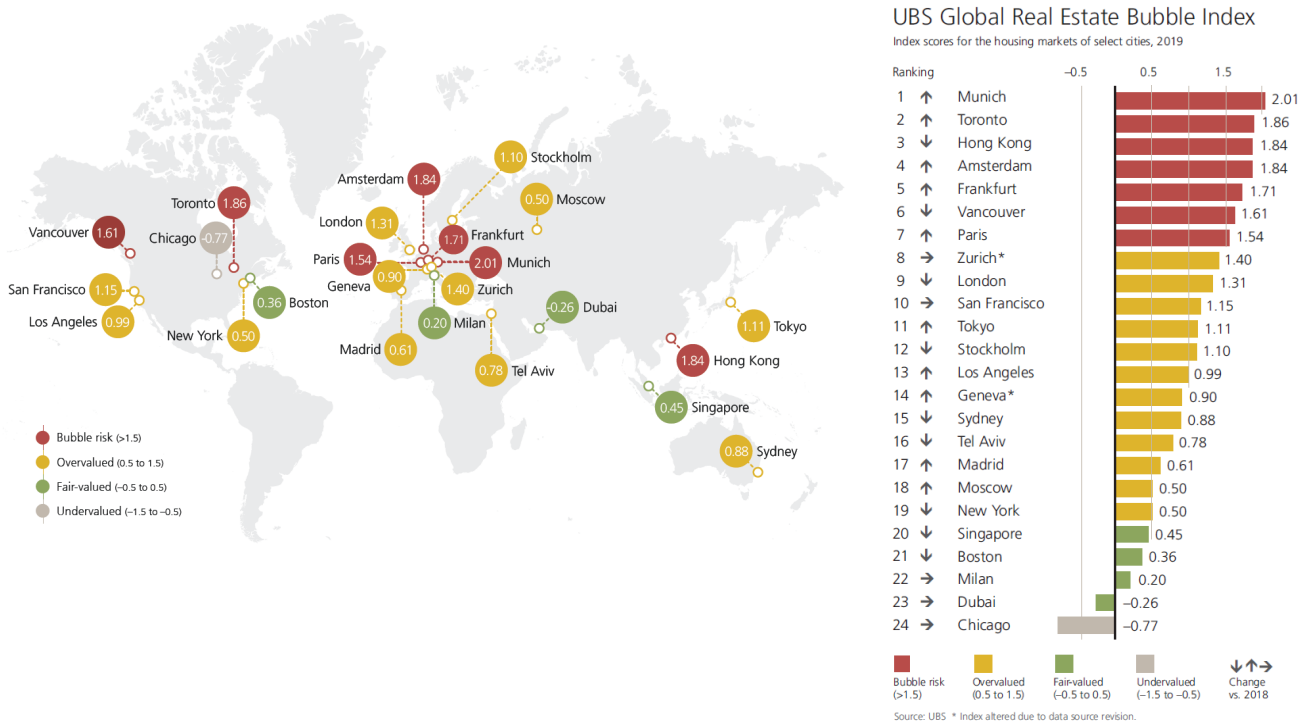 UBS Global Real Estate Bubble Index
Index scores for the housing markets of select cities, 2019
Ranking –0.5 0.5 1.5
1 ↑ Munich 2.01
2 ↑ Toronto 1.86
3 ↓ Hong Kong 1.84
4 ↑ Amsterdam 1.84
5 ↑ Frankfurt 1.71
6 ↓ Vancouver 1.61
7 ↑ Paris 1.54
8 → Zurich* 1.40
9 ↓ London 1.31
10 → San Francisco 1.15
11 ↑ Tokyo 1.11
12 ↓ Stockholm 1.10
13 ↑ Los Angeles 0.99
14 ↑ Geneva* 0.90
15 ↓ Sydney 0.88
16 ↓ Tel Aviv 0.78
17 ↑ Madrid 0.61
18 ↑ Moscow 0.50
19 ↓ New York 0.50
20 ↓ Singapore 0.45
21 ↓ Boston 0.36
22 → Milan 0.20
23 → Dubai –0.26
24 → Chicago –0.77
Bubble risk (>1.5)
Overvalued (0.5 to 1.5)
Fair-valued (–0.5 to 0.5)
Undervalued (–1.5 to –0.5)
↓↑→ Change vs. 2018
Source: UBS * Index altered due to data source revision.
Stockholm 1.10
Amsterdam 1.84
Moscow 0.50
Toronto 1.86
London 1.31
Vancouver 1.61
Chicago -0.77
Frankfurt 1.71
Paris 1.54
Munich 2.01
Geneva 0.90
Zurich 1.40
San Francisco 1.15
Boston 0.36
Dubai -0.26
Los Angeles 0.99
New York 0.50
Milan 0.20
Tokyo 1.11
Madrid 0.61
Hong Kong 1.84
Tel Aviv 0.78
Singapore 0.45
Sydney 0.88
Bubble risk (>1.5)
Overvalued (0.5 to 1.5)
Fair-valued (–0.5 to 0.5)
Undervalued (–1.5 to –0.5)